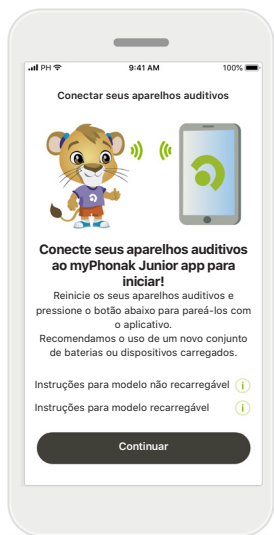 PH 9:41 AM 100%
Conectar seus aparelhos auditivos
Conecte seus aparelhos auditivos
ao myPhonak Junior app para
iniciar!
Reinicie os seus aparelhos auditivos e
pressione o botão abaixo para pareá-los com
o aplicativo.
Recomendamos o uso de um novo conjunto
de baterias ou dispositivos carregados.
Instruções para modelo não recarregável i
Instruções para modelo recarregável i
Continuar